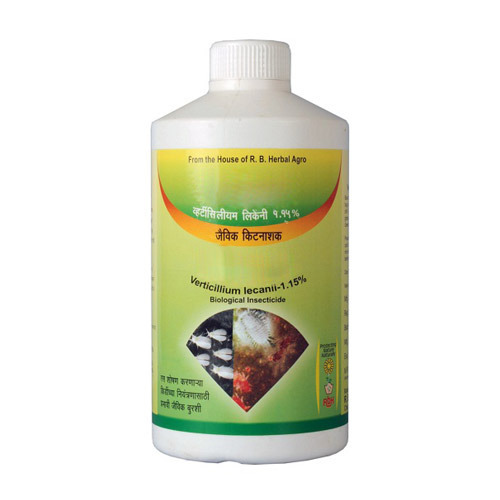 From the House of R. B. Herbal Agro
व्हर्टीसिलीयम लिकॅनी १.१५%
जैविक किटनाशक
Verticillium lecanii-1.15%
Biological Insecticide
रस शोषण करणाऱ्या
किडींच्या नियंत्रणासाठी
प्रभावी जैविक बुरशी